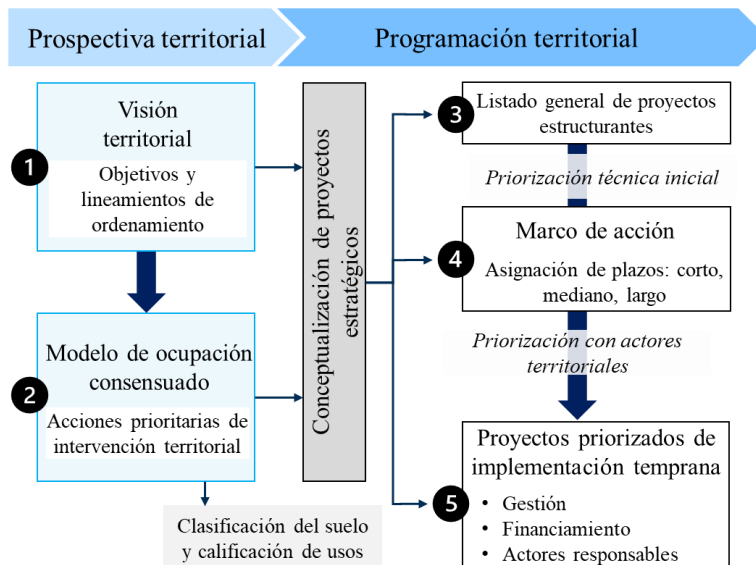 Prospectiva territorial
Programación territorial
1
Visión
territorial
Objetivos y
lineamientos de
ordenamiento
2
Modelo de ocupación
consensuado
Acciones prioritarias de
intervención territorial
Clasificación del suelo
y calificación de usos
Conceptualización de proyectos
estratégicos
3
Listado general de proyectos
estructurantes
Priorización técnica inicial
4
Marco de acción
Asignación de plazos: corto,
mediano, largo
Priorización con actores
territoriales
5
Proyectos priorizados de
implementación temprana
• Gestión
• Financiamiento
• Actores responsables